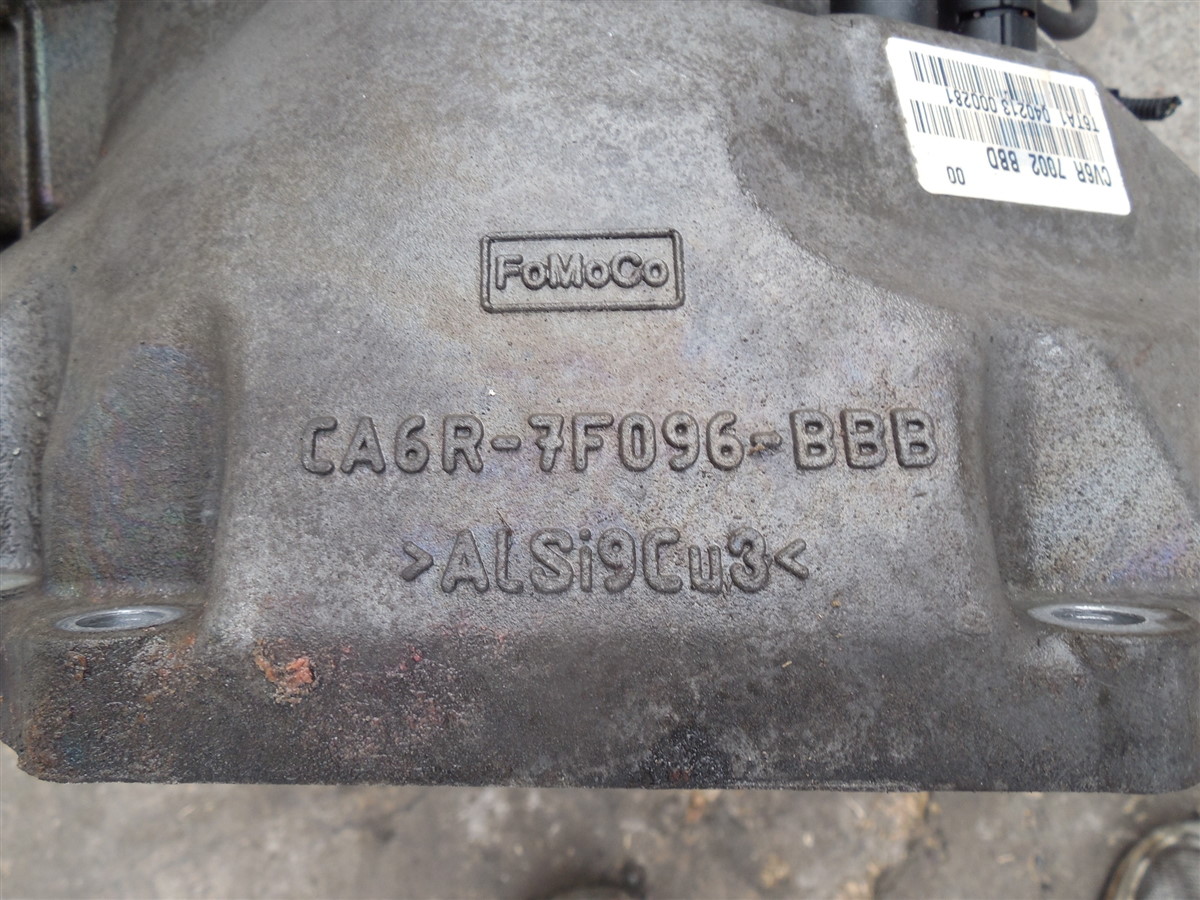 CV6R 7002 BBD
00
T6TA1 040213 000281
FoMoCo
CA6R-7F096-BBB
>ALSi9Cu3<